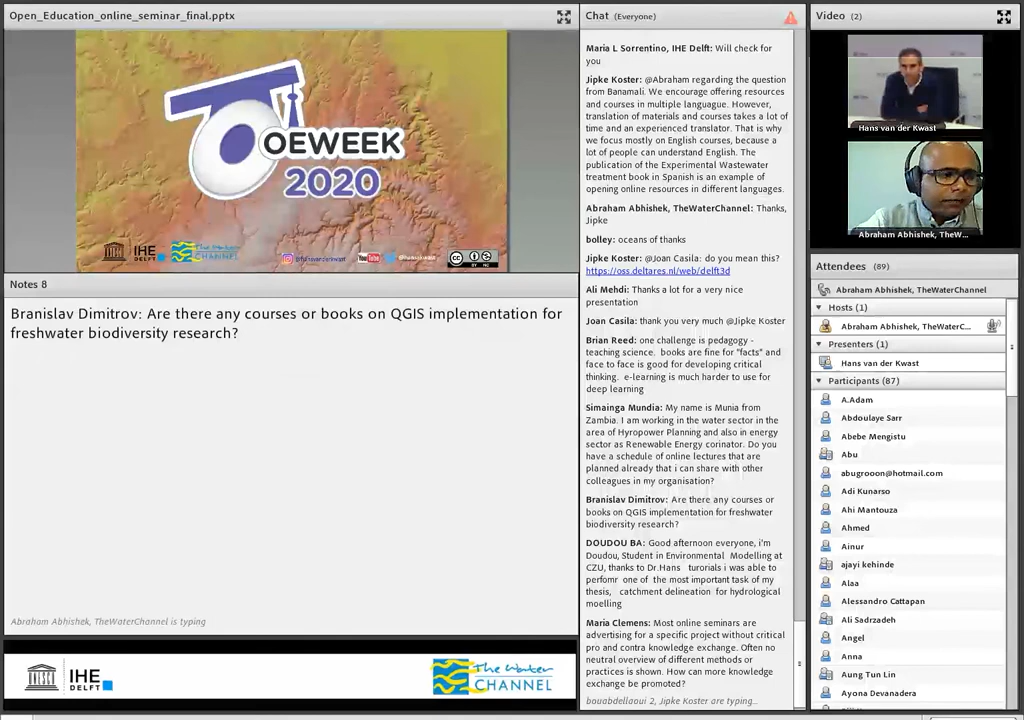 Open_Education_online_seminar_final.pptx
OEWEEK
2020
IHE
DELFT
The Water
CHANNEL
@hansvanderkwast
You Tube
cc
BY NC
Notes 8
Branislav Dimitrov: Are there any courses or books on QGIS implementation for
freshwater biodiversity research?
Abraham Abhishek, TheWaterChannel is typing
UNESCO
IHE
DELFT
The Water
CHANNEL
Chat (Everyone)
Maria L Sorrentino, IHE Delft: Will check for
you
Jipke Koster: @Abraham regarding the question
from Banamali. We encourage offering resources
and courses in multiple languague. However,
translation of materials and courses takes a lot of
time and an experienced translator. That is why
we focus mostly on English courses, because a
lot of people can understand English. The
publication of the Experimental Wastewater
treatment book in Spanish is an example of
opening online resources in different languages.
Abraham Abhishek, TheWaterChannel: Thanks,
Jipke
bolley: oceans of thanks
Jipke Koster: @Joan Casila: do you mean this?
https://oss.deltares.nl/web/delft3d
Ali Mehdi: Thanks a lot for a very nice
presentation
Joan Casila: thank you very much @Jipke Koster
Brian Reed: one challenge is pedagogy -
teaching science. books are fine for "facts" and
face to face is good for developing critical
thinking. e-learning is much harder to use for
deep learning
Simainga Mundia: My name is Munia from
Zambia. I am working in the water sector in the
area of Hyropower Planning and also in energy
sector as Renewable Energy corinator. Do you
have a schedule of online lectures that are
planned already that i can share with other
colleagues in my organisation?
Branislav Dimitrov: Are there any courses or
books on QGIS implementation for freshwater
biodiversity research?
DOUDOU BA: Good afternoon everyone, i'm
Doudou, Student in Environmental Modelling at
CZU, thanks to Dr.Hans turorials i was able to
perfomr one of the most important task of my
thesis, catchment delineation for hydrological
moelling
Maria Clemens: Most online seminars are
advertising for a specific project without critical
pro and contra knowledge exchange. Often no
neutral overview of different methods or
practices is shown. How can more knowledge
exchange be promoted?
bouabdellaoui 2, Jipke Koster are typing...
Video (2)
Hans van der Kwast
Abraham Abhishek, TheW...
Attendees (89)
Abraham Abhishek, TheWaterChannel
Hosts (1)
Abraham Abhishek, TheWaterC...
Presenters (1)
Hans van der Kwast
Participants (87)
A.Adam
Abdoulaye Sarr
Abebe Mengistu
Abu
abugrooon@hotmail.com
Adi Kunarso
Ahi Mantouza
Ahmed
Ainur
ajayi kehinde
Alaa
Alessandro Cattapan
Ali Sadrzadeh
Angel
Anna
Aung Tun Lin
Ayona Devanadera